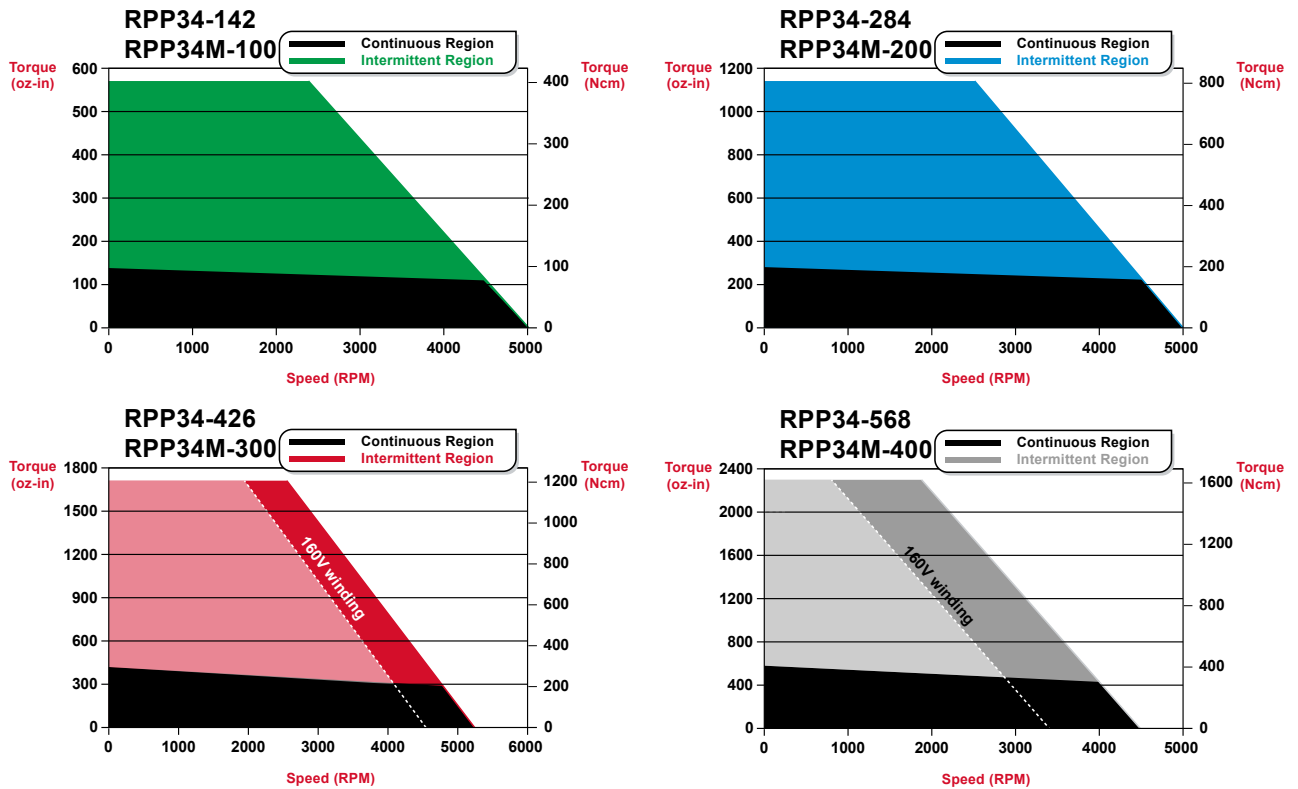 RPP34-142
RPP34M-100
Continuous Region
Intermittent Region
Torque
(oz-in)
Torque
(Ncm)
600
500
400
300
200
100
0
400
300
200
100
0
0 1000 2000 3000 4000 5000
Speed (RPM)
RPP34-284
RPP34M-200
Continuous Region
Intermittent Region
Torque
(oz-in)
Torque
(Ncm)
1200
1000
800
600
400
200
0
800
600
400
200
0
0 1000 2000 3000 4000 5000
Speed (RPM)
RPP34-426
RPP34M-300
Continuous Region
Intermittent Region
Torque
(oz-in)
Torque
(Ncm)
1800
1500
1200
900
600
300
0
1200
1000
800
600
400
200
0
160V winding
0 1000 2000 3000 4000 5000 6000
Speed (RPM)
RPP34-568
RPP34M-400
Continuous Region
Intermittent Region
Torque
(oz-in)
Torque
(Ncm)
2400
2000
1600
1200
800
400
0
1600
1200
800
400
0
160V winding
0 1000 2000 3000 4000 5000
Speed (RPM)